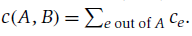 c(A, B) = ∑e out of A ce.